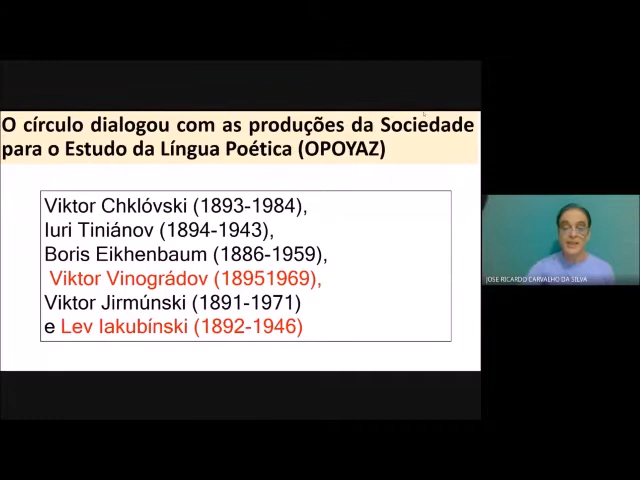 O círculo dialogou com as produções da Sociedade
para o Estudo da Língua Poética (OPOYAZ)
Viktor Chklóvski (1893-1984),
Iuri Tiniánov (1894-1943),
Boris Eikhenbaum (1886-1959),
Viktor Vinográdov (18951969),
Viktor Jirmúnski (1891-1971)
e Lev Iakubínski (1892-1946)
JOSE RICARDO CARVALHO DA SILVA